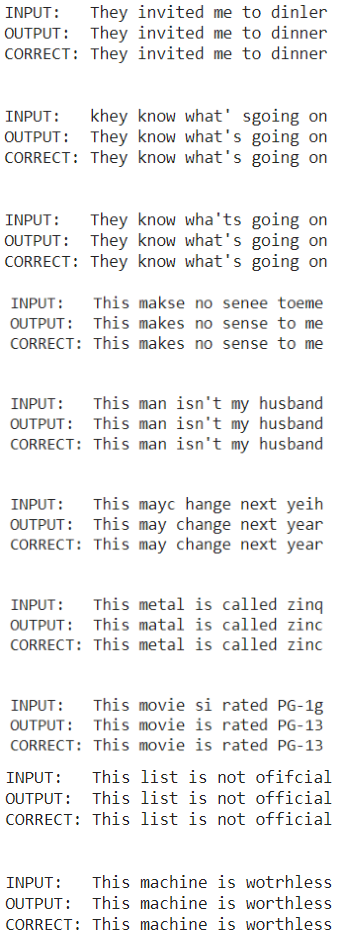 INPUT: They invited me to dinler
OUTPUT: They invited me to dinner
CORRECT: They invited me to dinner
INPUT: khey know what' sgoing on
OUTPUT: They know what's going on
CORRECT: They know what's going on
INPUT: They know wha'ts going on
OUTPUT: They know what's going on
CORRECT: They know what's going on
INPUT: This makse no senee toeme
OUTPUT: This makes no sense to me
CORRECT: This makes no sense to me
INPUT: This man isn't my husband
OUTPUT: This man isn't my husband
CORRECT: This man isn't my husband
INPUT: This mayc hange next yeih
OUTPUT: This may change next year
CORRECT: This may change next year
INPUT: This metal is called zinq
OUTPUT: This matal is called zinc
CORRECT: This metal is called zinc
INPUT: This movie si rated PG-1g
OUTPUT: This movie is rated PG-13
CORRECT: This movie is rated PG-13
INPUT: This list is not ofifcial
OUTPUT: This list is not official
CORRECT: This list is not official
INPUT: This machine is wotrhless
OUTPUT: This machine is worthless
CORRECT: This machine is worthless